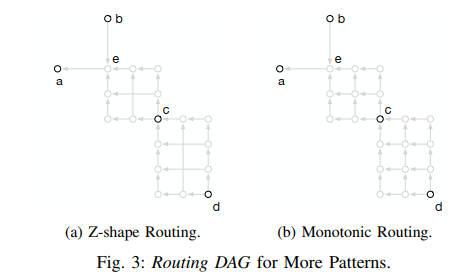 b
e
a
c
d
(a) Z-shape Routing.
b
e
a
c
d
(b) Monotonic Routing.
Fig. 3: Routing DAG for More Patterns.